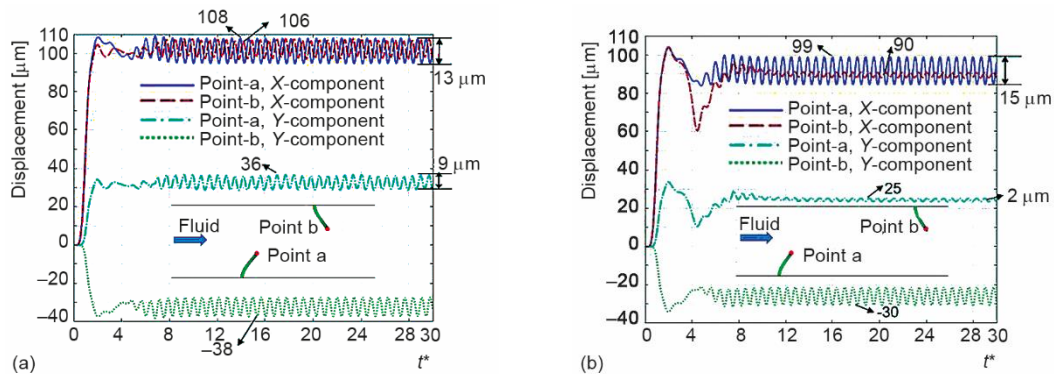 108
106
110
100
80
60
40
20
0
–20
–40
Displacement [μm]
13 μm
Point-a, X-component
Point-b, X-component
Point-a, Y-component
Point-b, Y-component
36
9 μm
Fluid
Point b
Point a
–38
0
4
8
12
16
20
24
28
30
(a)
t*
99
90
110
100
80
60
40
20
0
–20
–40
Displacement [μm]
15 μm
Point-a, X-component
Point-b, X-component
Point-a, Y-component
Point-b, Y-component
25
2 μm
Fluid
Point b
Point a
-30
0
4
8
12
16
20
24
28
30
(b)
t*